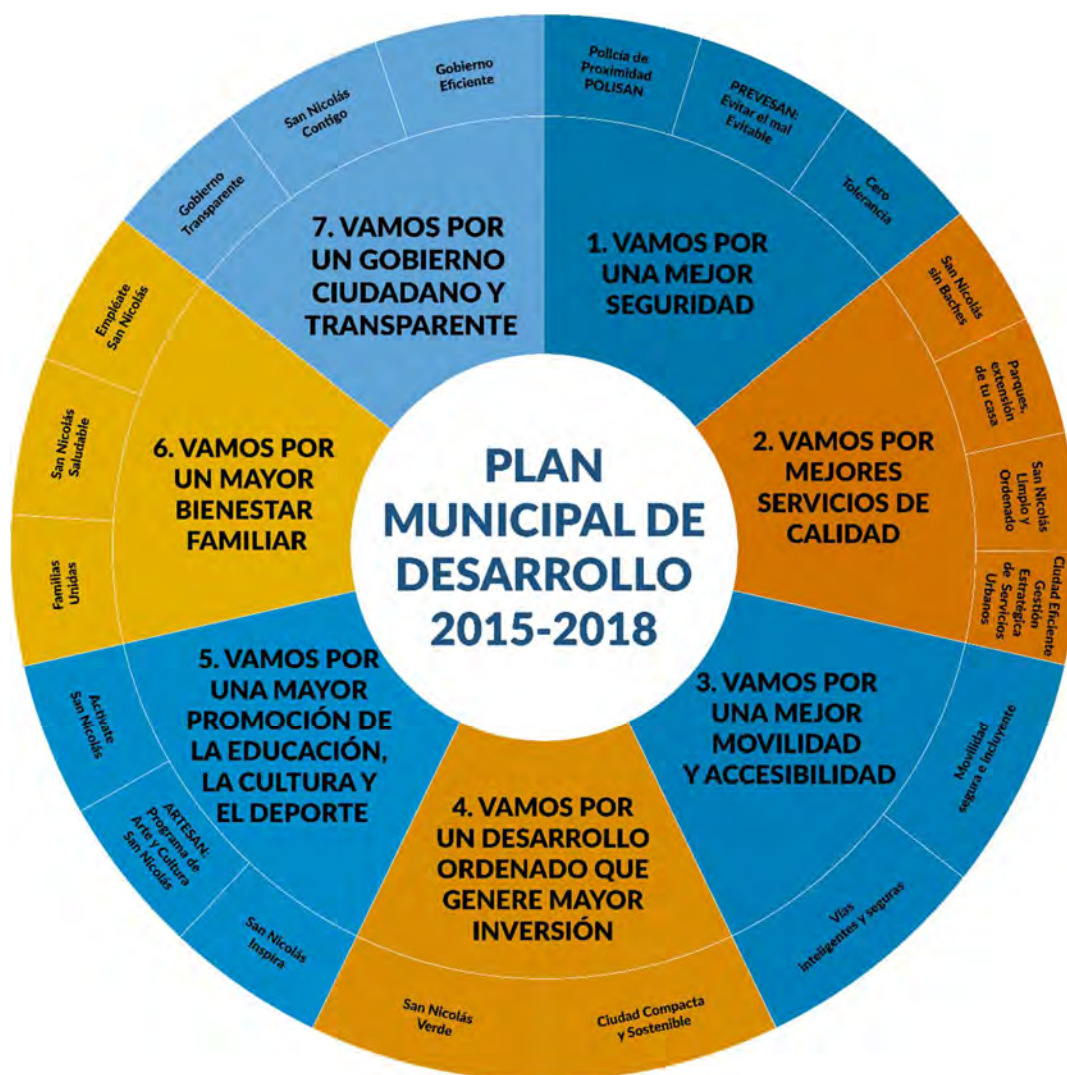 PLAN
MUNICIPAL DE
DESARROLLO
2015-2018
1. VAMOS POR
UNA MEJOR
SEGURIDAD
Policía de
Proximidad
POLISAN
PREVESAN:
Evitar el mal
Evitable
Cero
Tolerancia
2. VAMOS POR
MEJORES
SERVICIOS DE
CALIDAD
San Nicolás
sin Baches
Parques,
extensión
de tu casa
San Nicolás
Limpio y
Ordenado
Ciudad Eficiente
Gestión
Estratégica
de Servicios
Urbanos
3. VAMOS POR
UNA MEJOR
MOVILIDAD
Y ACCESIBILIDAD
Movilidad
segura e incluyente
Vías
inteligentes y seguras
4. VAMOS POR
UN DESARROLLO
ORDENADO QUE
GENERE MAYOR
INVERSIÓN
Ciudad Compacta
y Sostenible
San Nicolás
Verde
5. VAMOS POR
UNA MAYOR
PROMOCIÓN DE
LA EDUCACIÓN,
LA CULTURA Y
EL DEPORTE
San Nicolás
Inspira
ARTESAN:
Programa de
Arte y Cultura
San Nicolás
Activate
San Nicolás
6. VAMOS POR
UN MAYOR
BIENESTAR
FAMILIAR
Familias
Unidas
San Nicolás
Saludable
Empléate
San Nicolás
7. VAMOS POR
UN GOBIERNO
CIUDADANO Y
TRANSPARENTE
Gobierno
Transparente
San Nicolás
Contigo
Gobierno
Eficiente